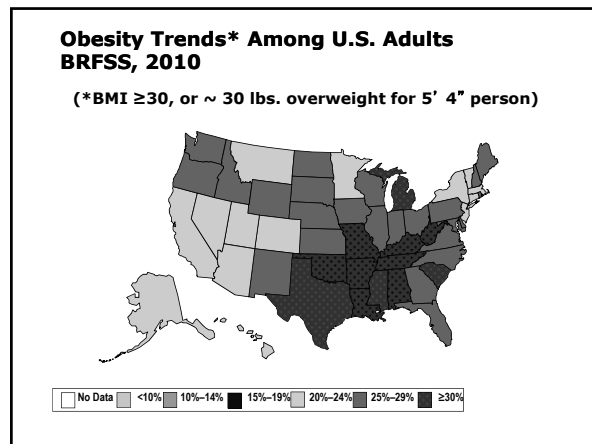 Obesity Trends* Among U.S. Adults
BRFSS, 2010
(*BMI ≥30, or ~ 30 lbs. overweight for 5’ 4” person)
No Data <10% 10%–14% 15%–19% 20%–24% 25%–29% ≥30%